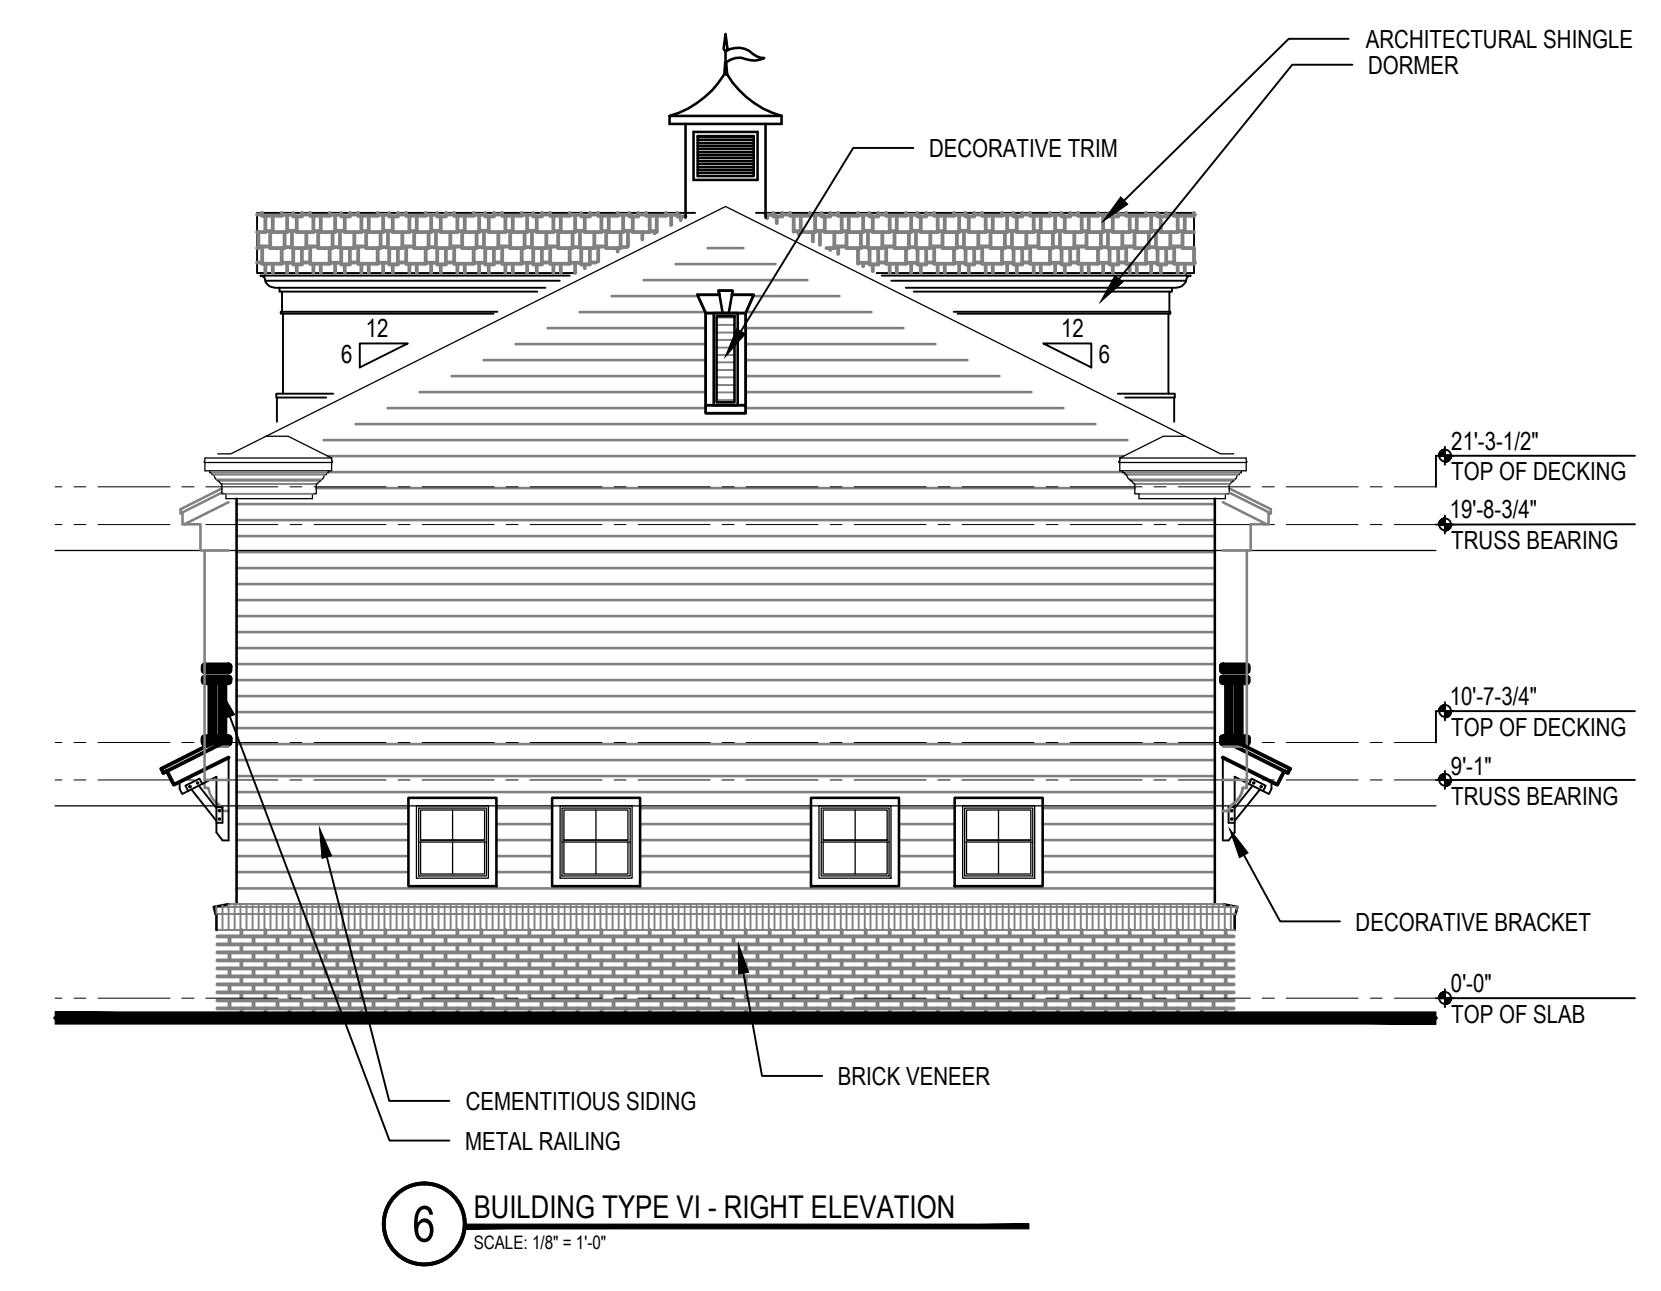 ARCHITECTURAL SHINGLE
DORMER
DECORATIVE TRIM
12
6
12
6
21'-3-1/2"
TOP OF DECKING
19'-8-3/4"
TRUSS BEARING
10'-7-3/4"
TOP OF DECKING
9'-1"
TRUSS BEARING
DECORATIVE BRACKET
0'-0"
TOP OF SLAB
BRICK VENEER
CEMENTITIOUS SIDING
METAL RAILING
6
BUILDING TYPE VI - RIGHT ELEVATION
SCALE: 1/8" = 1'-0"